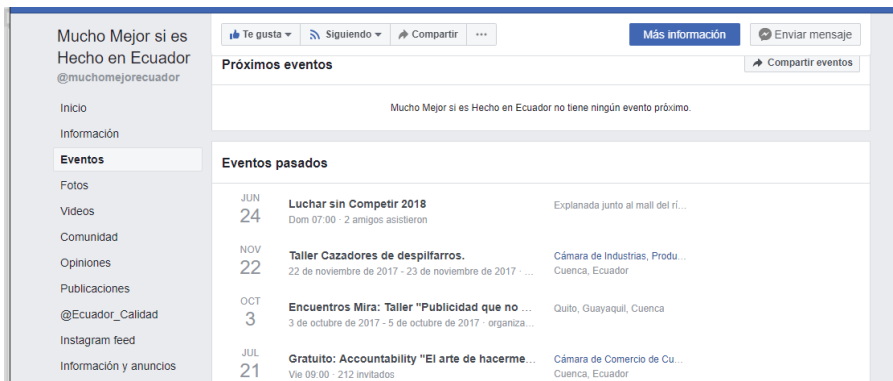 Mucho Mejor si es
Hecho en Ecuador
@muchomejorecuador
Inicio
Información
Eventos
Fotos
Videos
Comunidad
Opiniones
Publicaciones
@Ecuador_Calidad
Instagram feed
Información y anuncios
Te gusta
Siguiendo
Compartir
...
Más información
Enviar mensaje
Próximos eventos
Compartir eventos
Mucho Mejor si es Hecho en Ecuador no tiene ningún evento próximo.
Eventos pasados
JUN
24
Luchar sin Competir 2018
Dom 07:00 · 2 amigos asistieron
Explanada junto al mall del rí...
NOV
22
Taller Cazadores de despilfarros.
22 de noviembre de 2017 - 23 de noviembre de 2017 · ...
Cámara de Industrias, Produ...
Cuenca, Ecuador
OCT
3
Encuentros Mira: Taller "Publicidad que no ...
3 de octubre de 2017 - 5 de octubre de 2017 · organiza...
Quito, Guayaquil, Cuenca
JUL
21
Gratuito: Accountability "El arte de hacerme...
Vie 09:00 · 212 invitados
Cámara de Comercio de Cu...
Cuenca, Ecuador